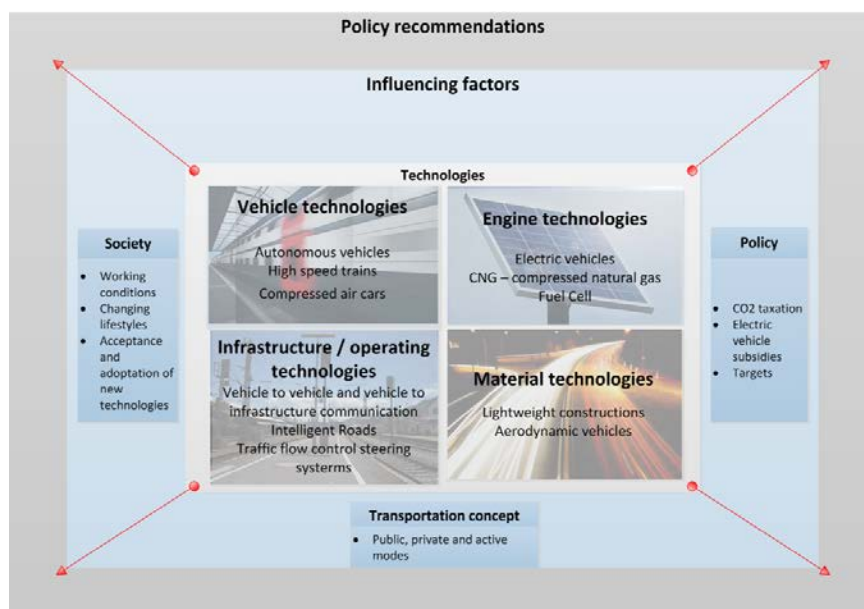 Policy recommendations
Influencing factors
Technologies
Vehicle technologies
Autonomous vehicles
High speed trains
Compressed air cars
Engine technologies
Electric vehicles
CNG – compressed natural gas
Fuel Cell
Society
• Working
conditions
• Changing
lifestyles
• Acceptance
and
adoptation of
new
technologies
Infrastructure / operating
technologies
Vehicle to vehicle and vehicle to
infrastructure communication
Intelligent Roads
Traffic flow control steering
systerms
Material technologies
Lightweight constructions
Aerodynamic vehicles
Policy
• CO2 taxation
• Electric
vehicle
subsidies
• Targets
Transportation concept
• Public, private and active
modes